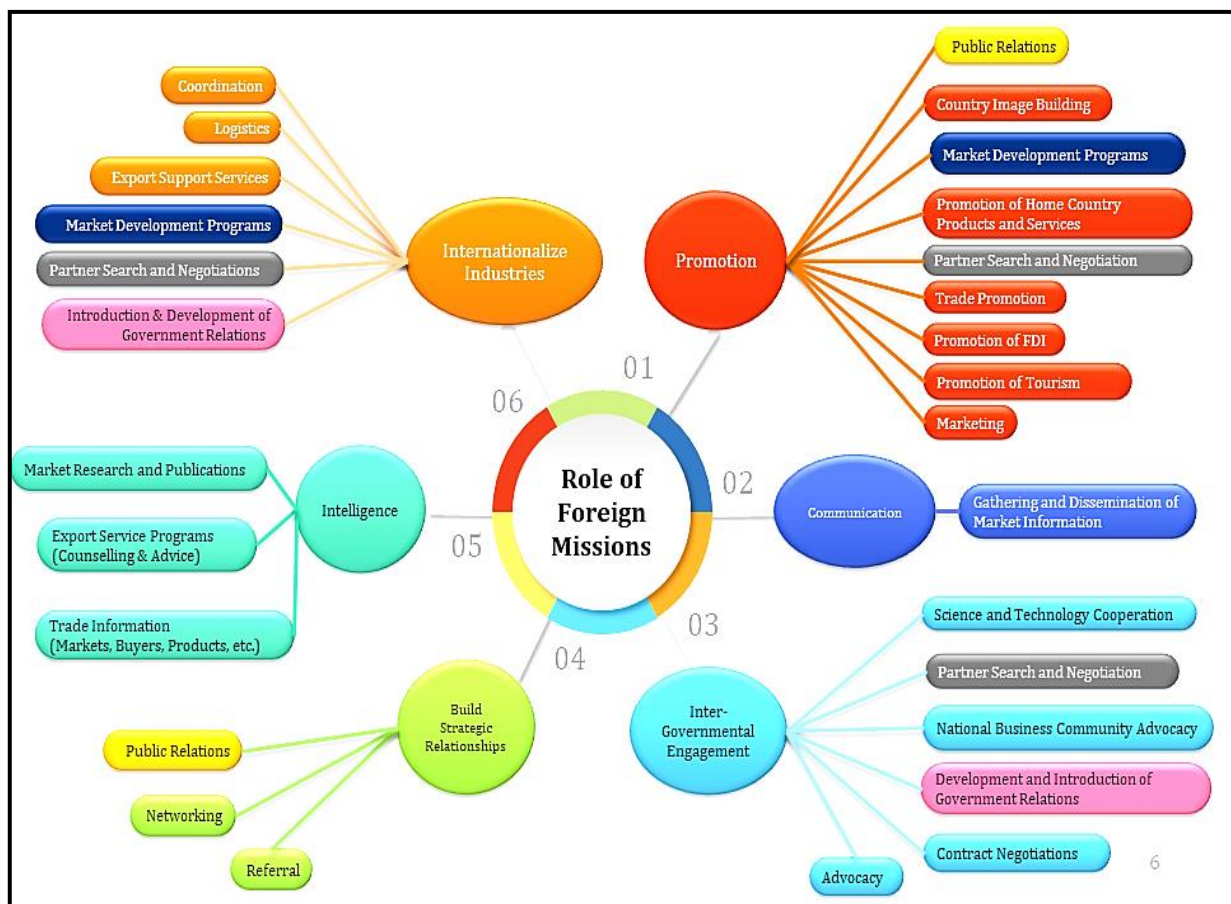 Role of
Foreign
Missions
01
Promotion
Public Relations
Country Image Building
Market Development Programs
Promotion of Home Country
Products and Services
Partner Search and Negotiation
Trade Promotion
Promotion of FDI
Promotion of Tourism
Marketing
02
Communication
Gathering and Dissemination of
Market Information
03
Inter-
Governmental
Engagement
Science and Technology Cooperation
Partner Search and Negotiation
National Business Community Advocacy
Development and Introduction of
Government Relations
Contract Negotiations
Advocacy
04
Build
Strategic
Relationships
Public Relations
Networking
Referral
05
Intelligence
Market Research and Publications
Export Service Programs
(Counselling & Advice)
Trade Information
(Markets, Buyers, Products, etc.)
06
Internationalize
Industries
Coordination
Logistics
Export Support Services
Market Development Programs
Partner Search and Negotiations
Introduction & Development of
Government Relations
6